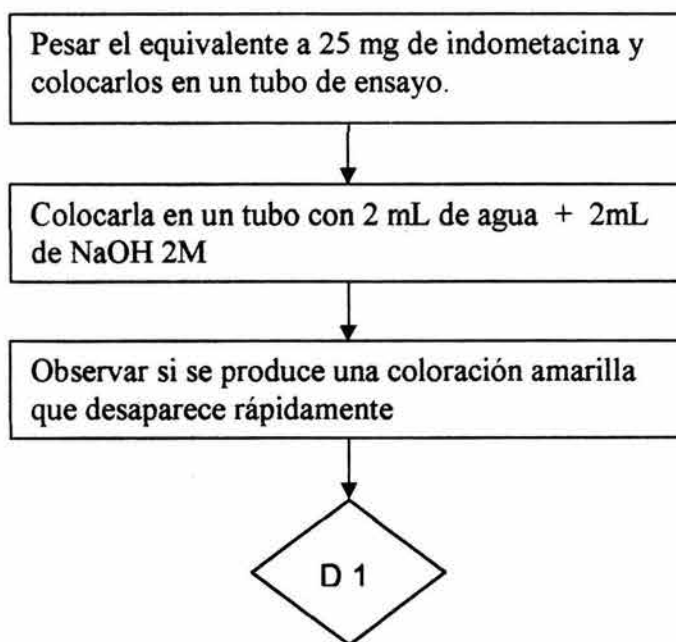 Pesar el equivalente a 25 mg de indometacina y
colocarlos en un tubo de ensayo.
Colocarla en un tubo con 2 mL de agua + 2mL
de NaOH 2M
Observar si se produce una coloración amarilla
que desaparece rápidamente
D 1